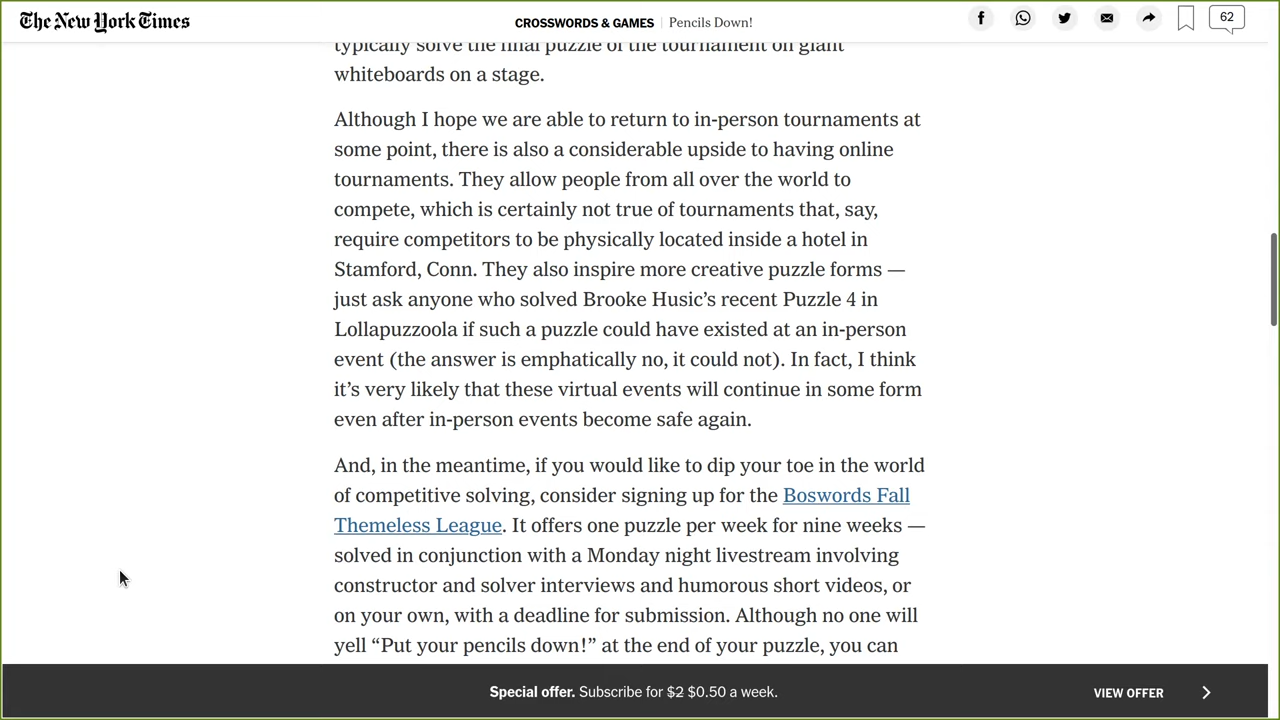 The New York Times
CROSSWORDS & GAMES | Pencils Down!
62
typically solve the final puzzle of the tournament on giant
whiteboards on a stage.
Although I hope we are able to return to in-person tournaments at
some point, there is also a considerable upside to having online
tournaments. They allow people from all over the world to
compete, which is certainly not true of tournaments that, say,
require competitors to be physically located inside a hotel in
Stamford, Conn. They also inspire more creative puzzle forms —
just ask anyone who solved Brooke Husic’s recent Puzzle 4 in
Lollapuzzoola if such a puzzle could have existed at an in-person
event (the answer is emphatically no, it could not). In fact, I think
it’s very likely that these virtual events will continue in some form
even after in-person events become safe again.
And, in the meantime, if you would like to dip your toe in the world
of competitive solving, consider signing up for the Boswords Fall
Themeless League. It offers one puzzle per week for nine weeks —
solved in conjunction with a Monday night livestream involving
constructor and solver interviews and humorous short videos, or
on your own, with a deadline for submission. Although no one will
yell “Put your pencils down!” at the end of your puzzle, you can
Special offer. Subscribe for $2 $0.50 a week.
VIEW OFFER